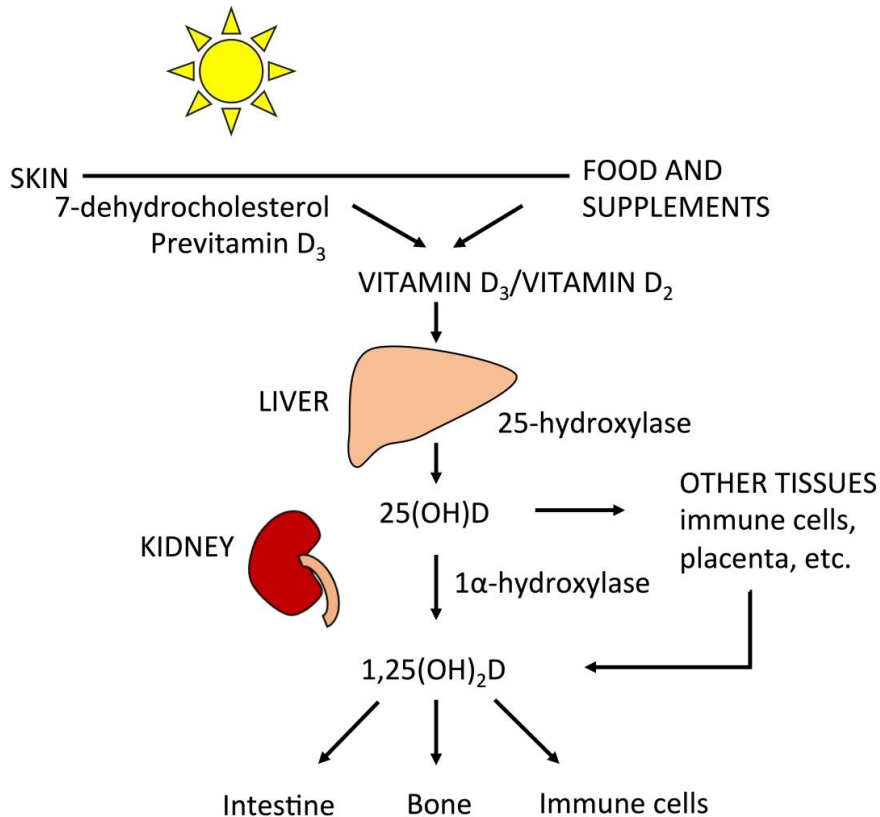 SKIN
FOOD AND
SUPPLEMENTS
7-dehydrocholesterol
Previtamin D₃
VITAMIN D₃/VITAMIN D₂
LIVER
25-hydroxylase
25(OH)D
OTHER TISSUES
immune cells,
placenta, etc.
KIDNEY
1α-hydroxylase
1,25(OH)₂D
Intestine
Bone
Immune cells